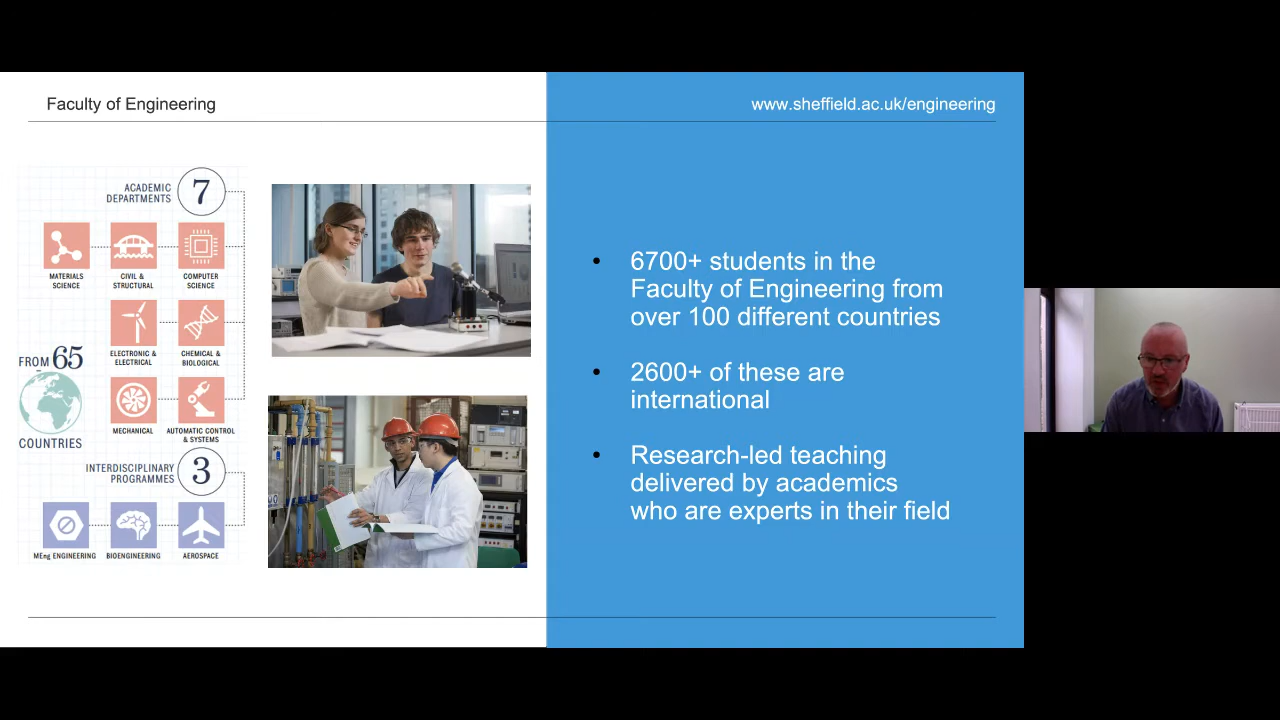 Faculty of Engineering
www.sheffield.ac.uk/engineering
ACADEMIC
DEPARTMENTS
7
MATERIALS
SCIENCE
CIVIL &
STRUCTURAL
COMPUTER
SCIENCE
ELECTRONIC &
ELECTRICAL
CHEMICAL &
BIOLOGICAL
FROM 65
COUNTRIES
MECHANICAL
AUTOMATIC CONTROL
& SYSTEMS
INTERDISCIPLINARY
PROGRAMMES
3
MEng ENGINEERING
BIOENGINEERING
AEROSPACE
• 6700+ students in the
Faculty of Engineering from
over 100 different countries
• 2600+ of these are
international
• Research-led teaching
delivered by academics
who are experts in their field